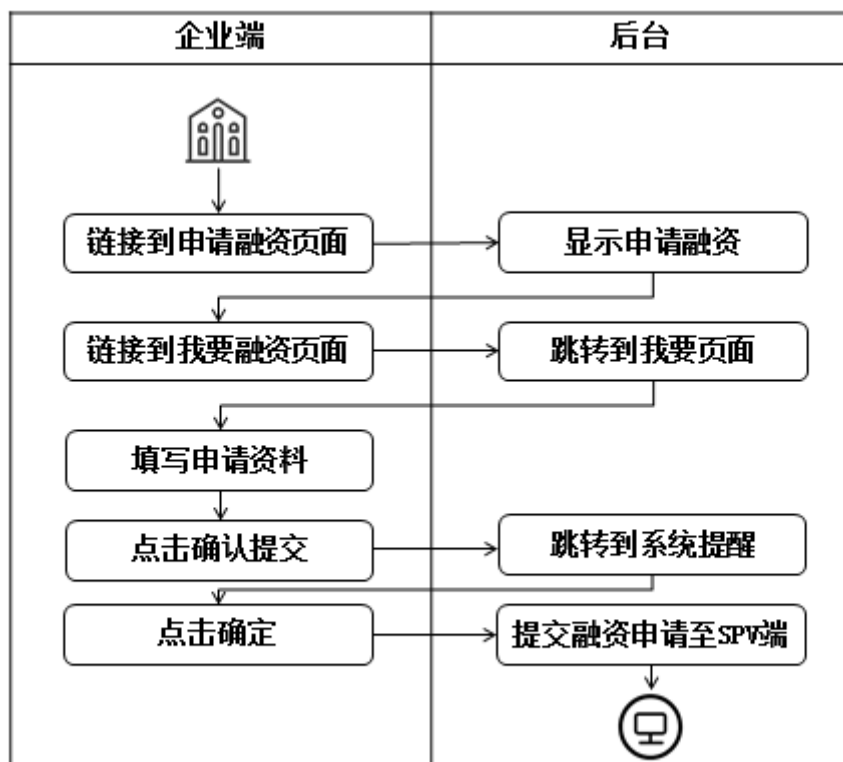 企业端
后台
链接到申请融资页面
显示申请融资
链接到我要融资页面
跳转到我要页面
填写申请资料
点击确认提交
跳转到系统提醒
点击确定
提交融资申请至SPV端